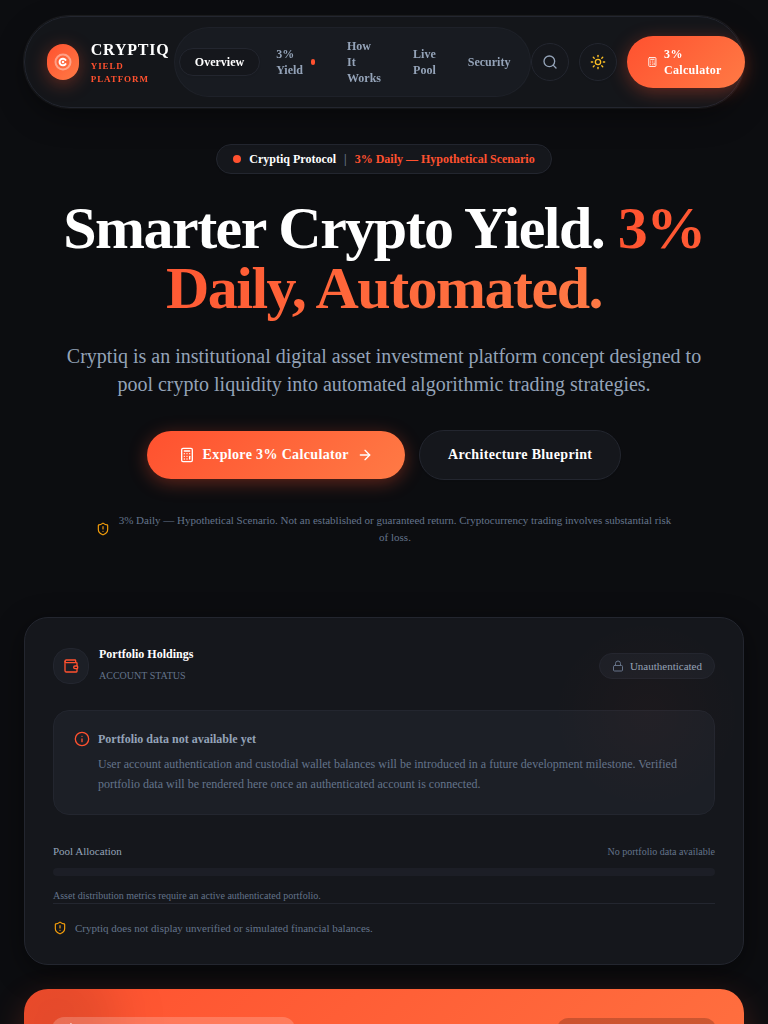 CRYPTIQ
YIELD
PLATFORM
Overview
3%
Yield
How
It
Works
Live
Pool
Security
3%
Calculator
Cryptiq Protocol | 3% Daily — Hypothetical Scenario
Smarter Crypto Yield. 3%
Daily, Automated.
Cryptiq is an institutional digital asset investment platform concept designed to
pool crypto liquidity into automated algorithmic trading strategies.
Explore 3% Calculator
Architecture Blueprint
3% Daily — Hypothetical Scenario. Not an established or guaranteed return. Cryptocurrency trading involves substantial risk
of loss.
Portfolio Holdings
ACCOUNT STATUS
Unauthenticated
Portfolio data not available yet
User account authentication and custodial wallet balances will be introduced in a future development milestone. Verified
portfolio data will be rendered here once an authenticated account is connected.
Pool Allocation
No portfolio data available
Asset distribution metrics require an active authenticated portfolio.
Cryptiq does not display unverified or simulated financial balances.